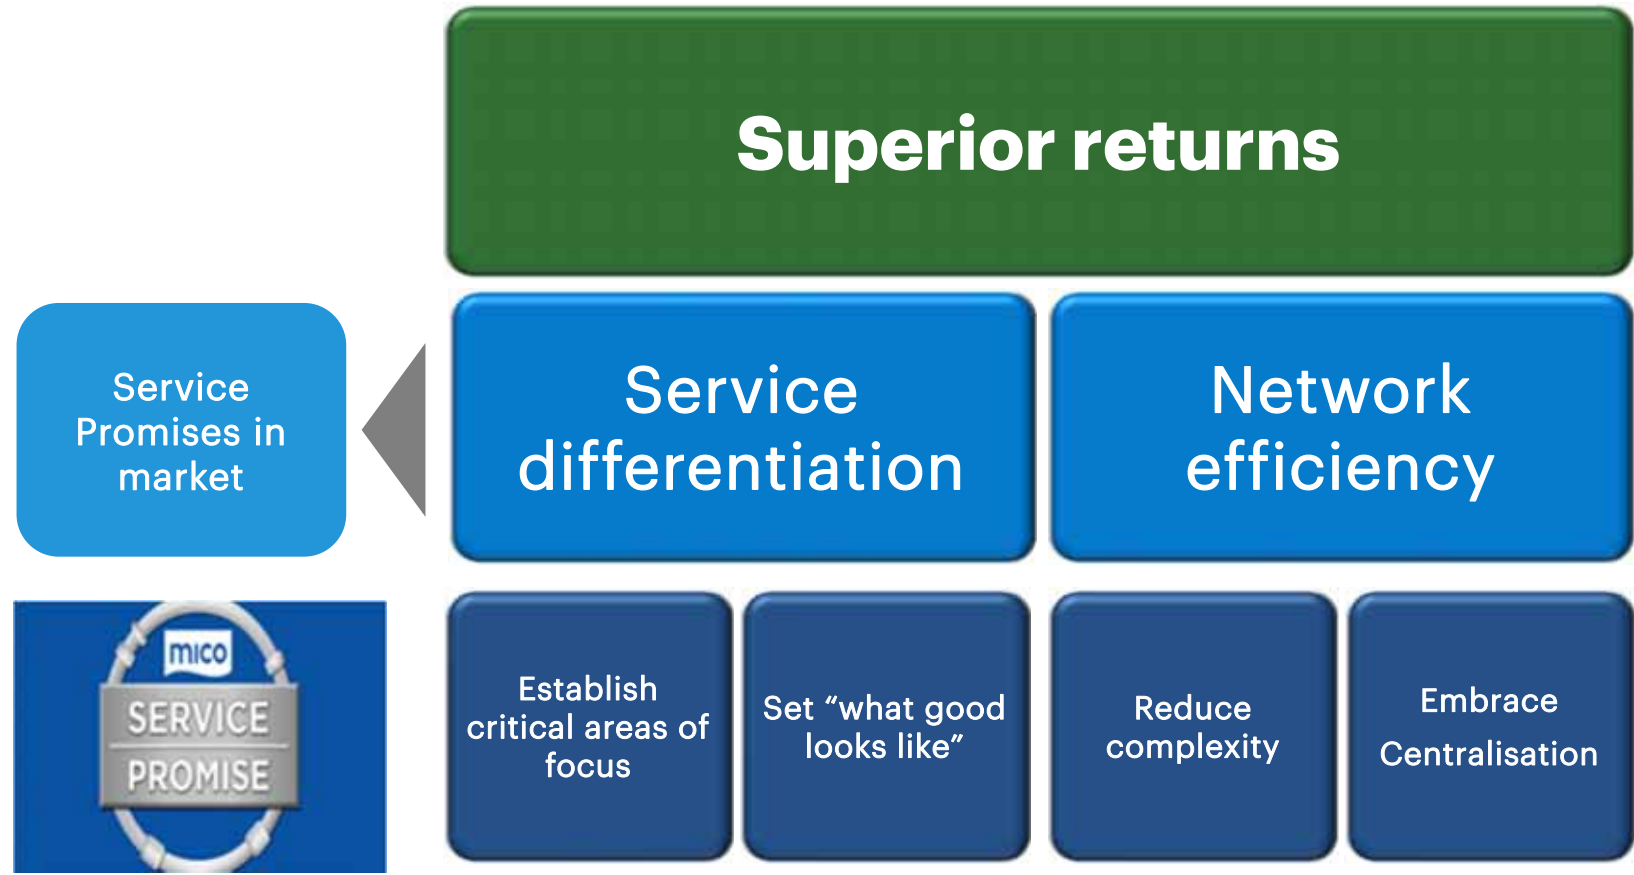 Superior returns
Service
Promises in
market
Service
differentiation
Network
efficiency
mico
SERVICE
PROMISE
Establish
critical areas of
focus
Set “what good
looks like”
Reduce
complexity
Embrace
Centralisation